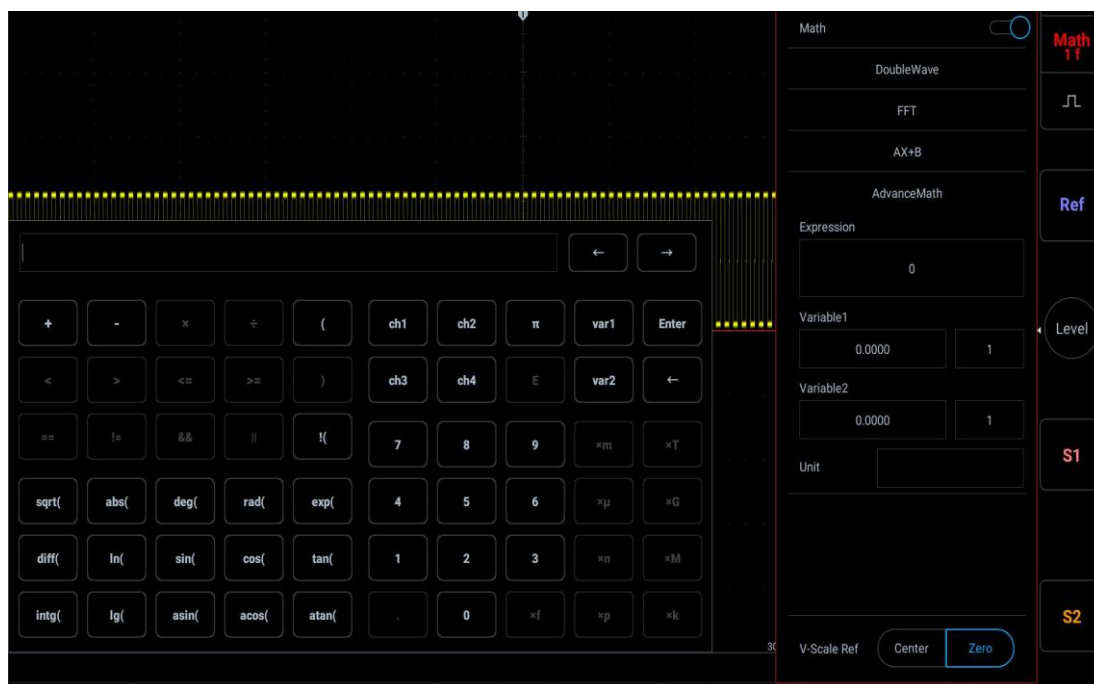 Math
DoubleWave
FFT
AX+B
AdvanceMath
Expression
0
Variable1
0.0000 1
Variable2
0.0000 1
Unit
V-Scale Ref Center Zero
Math
1 f
Ref
Level
S1
S2
← →
+ - × ÷ ( ch1 ch2 π var1 Enter
< > <= >= ) ch3 ch4 E var2 ←
== != && || !( 7 8 9 ×m ×T
sqrt( abs( deg( rad( exp( 4 5 6 ×μ ×G
diff( ln( sin( cos( tan( 1 2 3 ×n ×M
intg( lg( asin( acos( atan( . 0 ×f ×p ×k
30